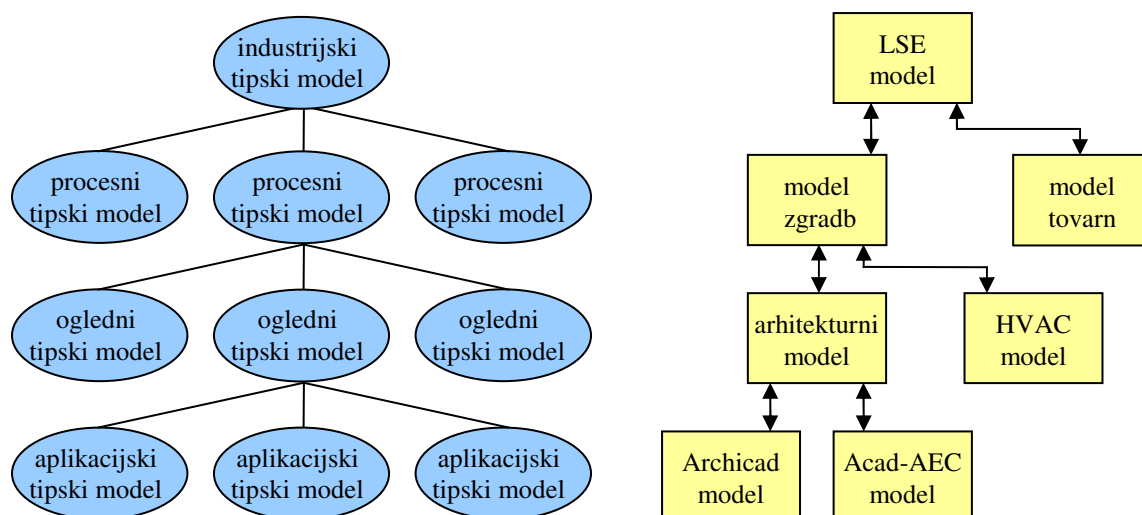 industrijski
tipski model
procesni
tipski model
procesni
tipski model
procesni
tipski model
ogledni
tipski model
ogledni
tipski model
ogledni
tipski model
aplikacijski
tipski model
aplikacijski
tipski model
aplikacijski
tipski model
LSE
model
model
zgradb
model
tovarn
arhitekturni
model
HVAC
model
Archicad
model
Acad-AEC
model